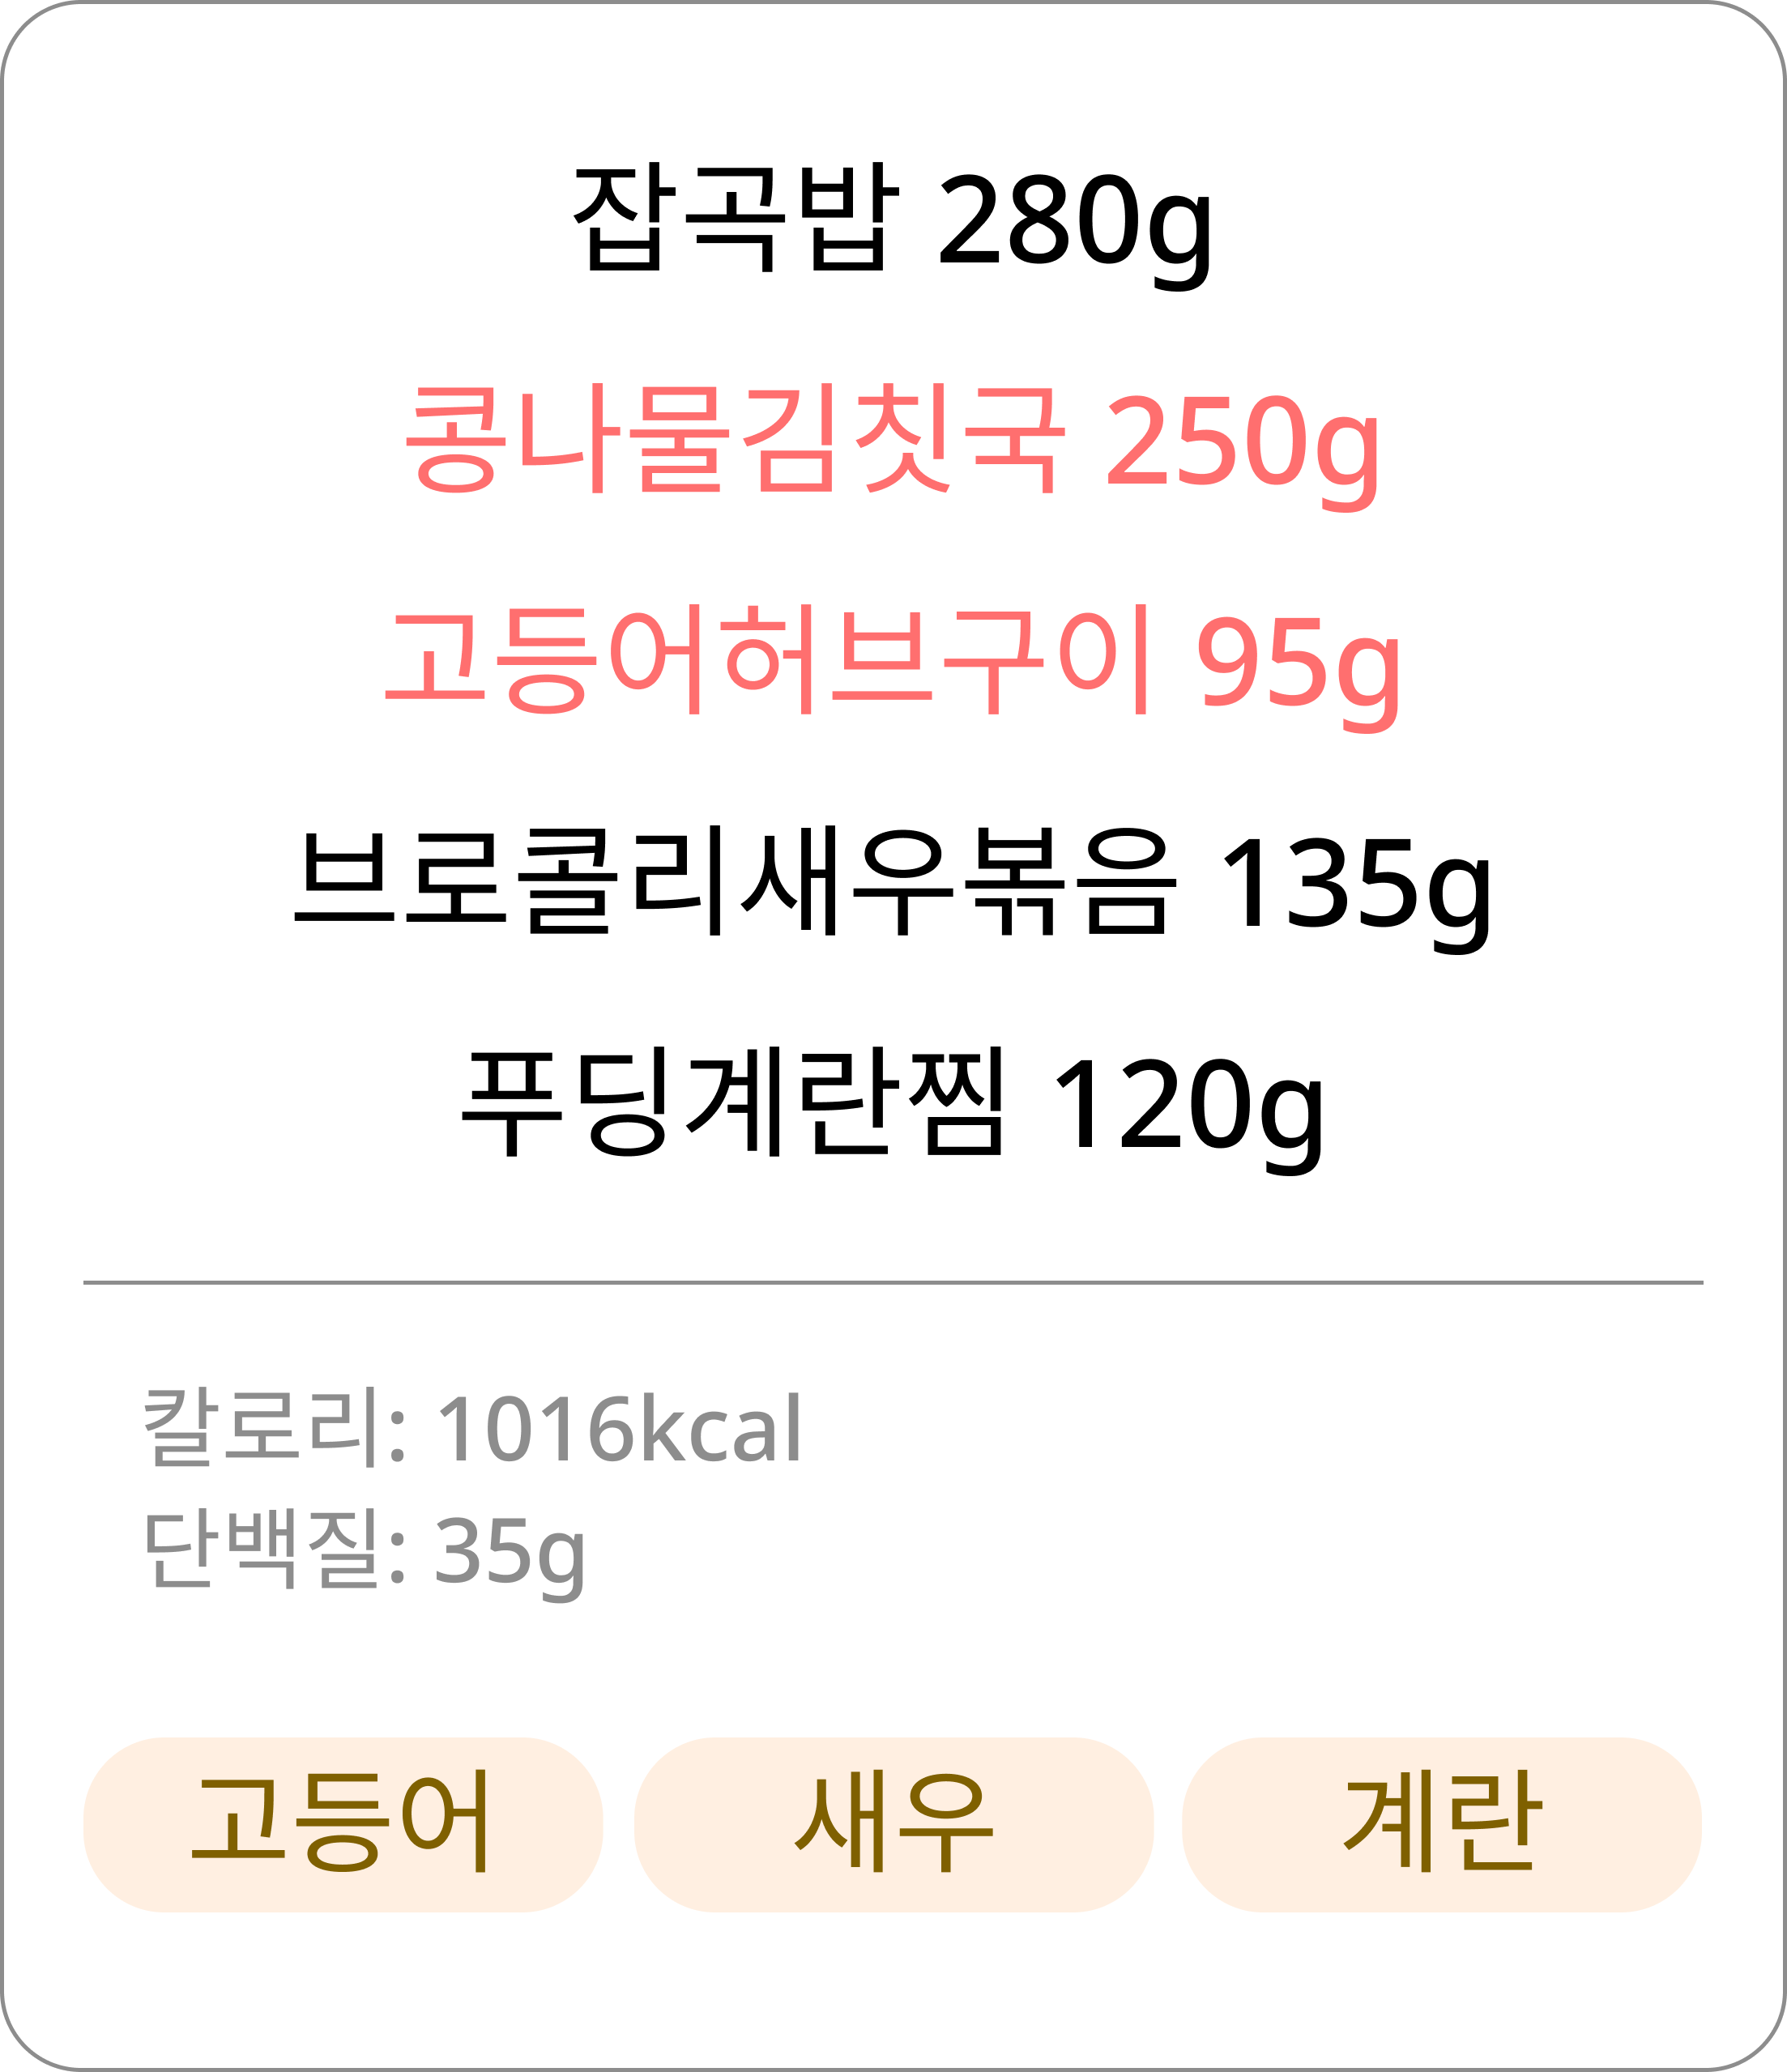 잡곡밥 280g
콩나물김칫국 250g
고등어허브구이 95g
브로콜리새우볶음 135g
푸딩계란찜 120g
칼로리: 1016kcal
단백질: 35g
고등어 새우 계란